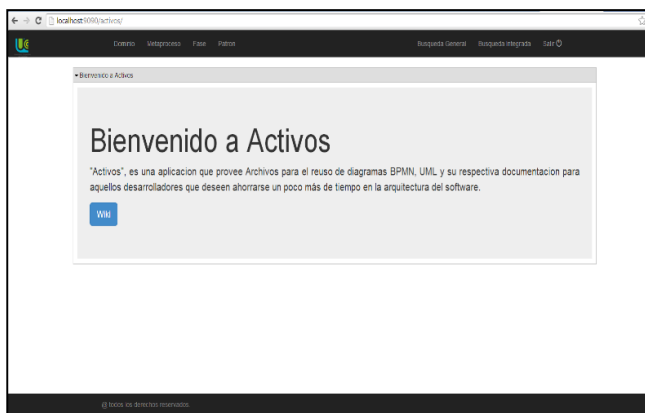 localhost:9090/activos/
Dominio Metaproceso Fase Patron Busqueda General Busqueda Integrada Salir
Bienvenido a Activos
Bienvenido a Activos
"Activos", es una aplicacion que provee Archivos para el reuso de diagramas BPMN, UML y su respectiva documentacion para
aquellos desarrolladores que deseen ahorrarse un poco más de tiempo en la arquitectura del software.
Wiki
@ todos los derechos reservados.